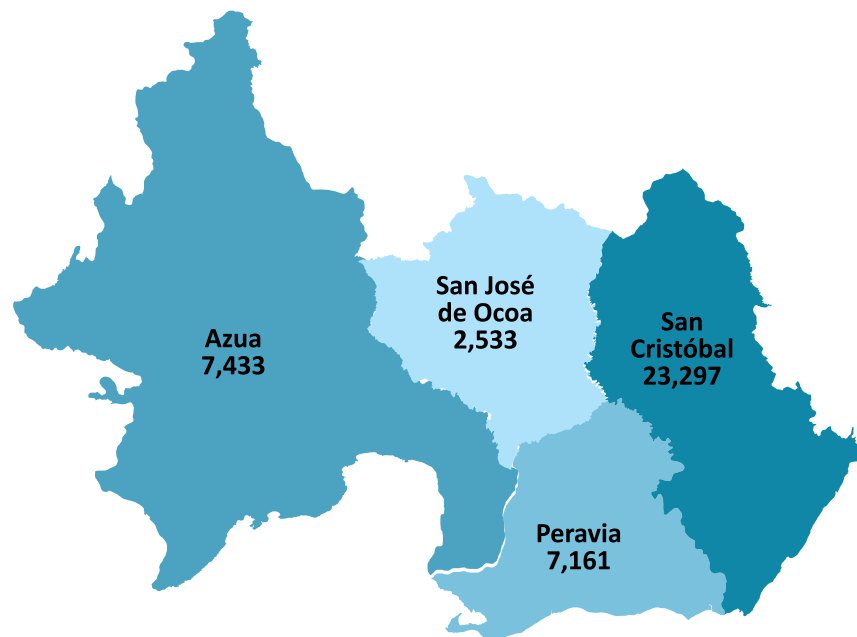 San José
de Ocoa
2,533
Azua
7,433
San
Cristóbal
23,297
Peravia
7,161